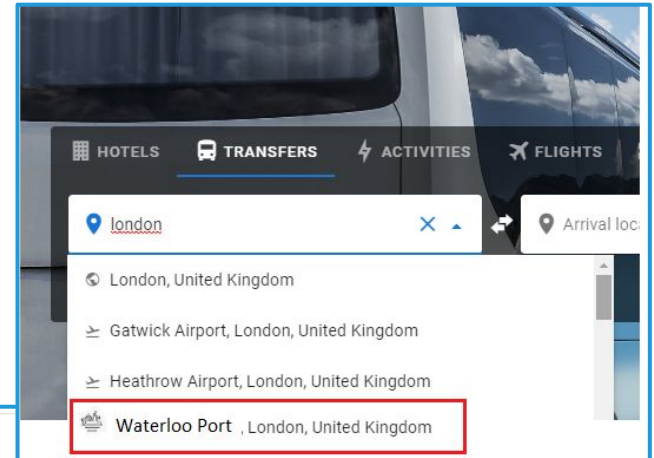 HOTELS TRANSFERS ACTIVITIES FLIGHTS
london Arrival loc
London, United Kingdom
Gatwick Airport, London, United Kingdom
Heathrow Airport, London, United Kingdom
Waterloo Port , London, United Kingdom